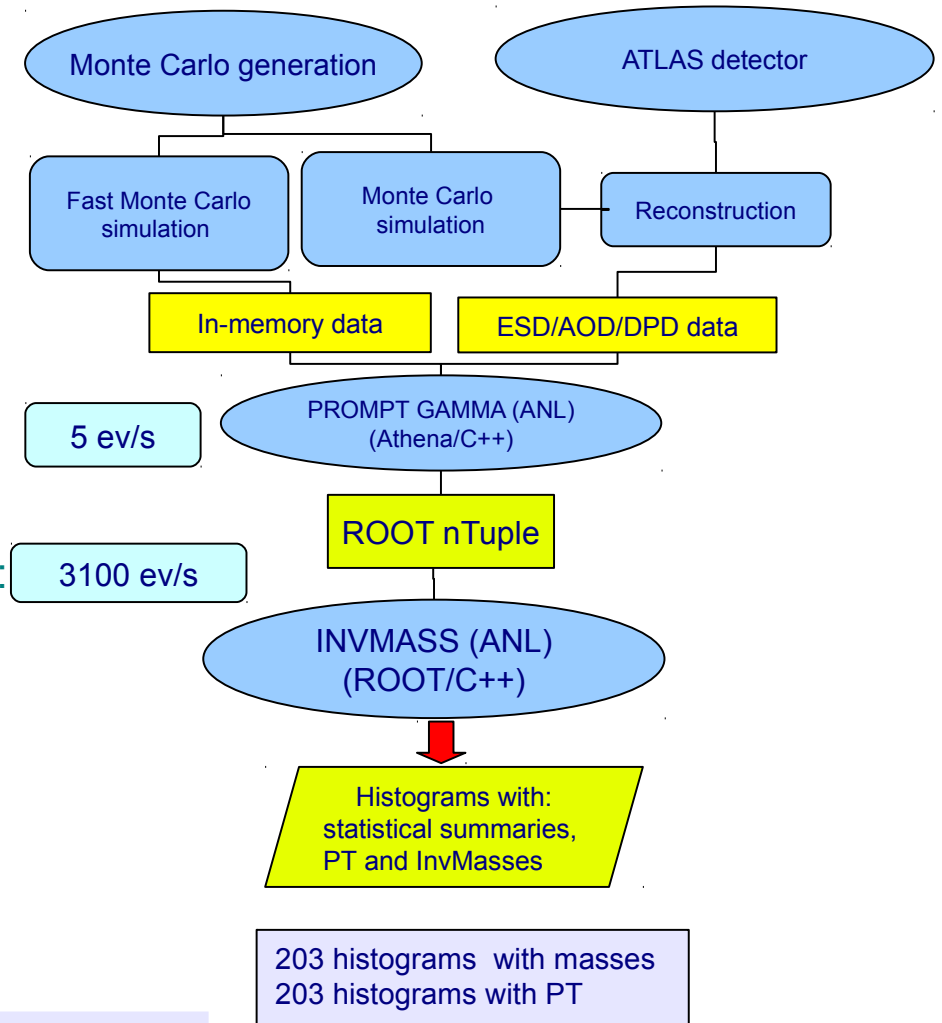 Monte Carlo generation
ATLAS detector
Fast Monte Carlo
simulation
Monte Carlo
simulation
Reconstruction
In-memory data
ESD/AOD/DPD data
PROMPT GAMMA (ANL)
(Athena/C++)
5 ev/s
ROOT nTuple
: 3100 ev/s
INVMASS (ANL)
(ROOT/C++)
Histograms with:
statistical summaries,
PT and InvMasses
203 histograms with masses
203 histograms with PT